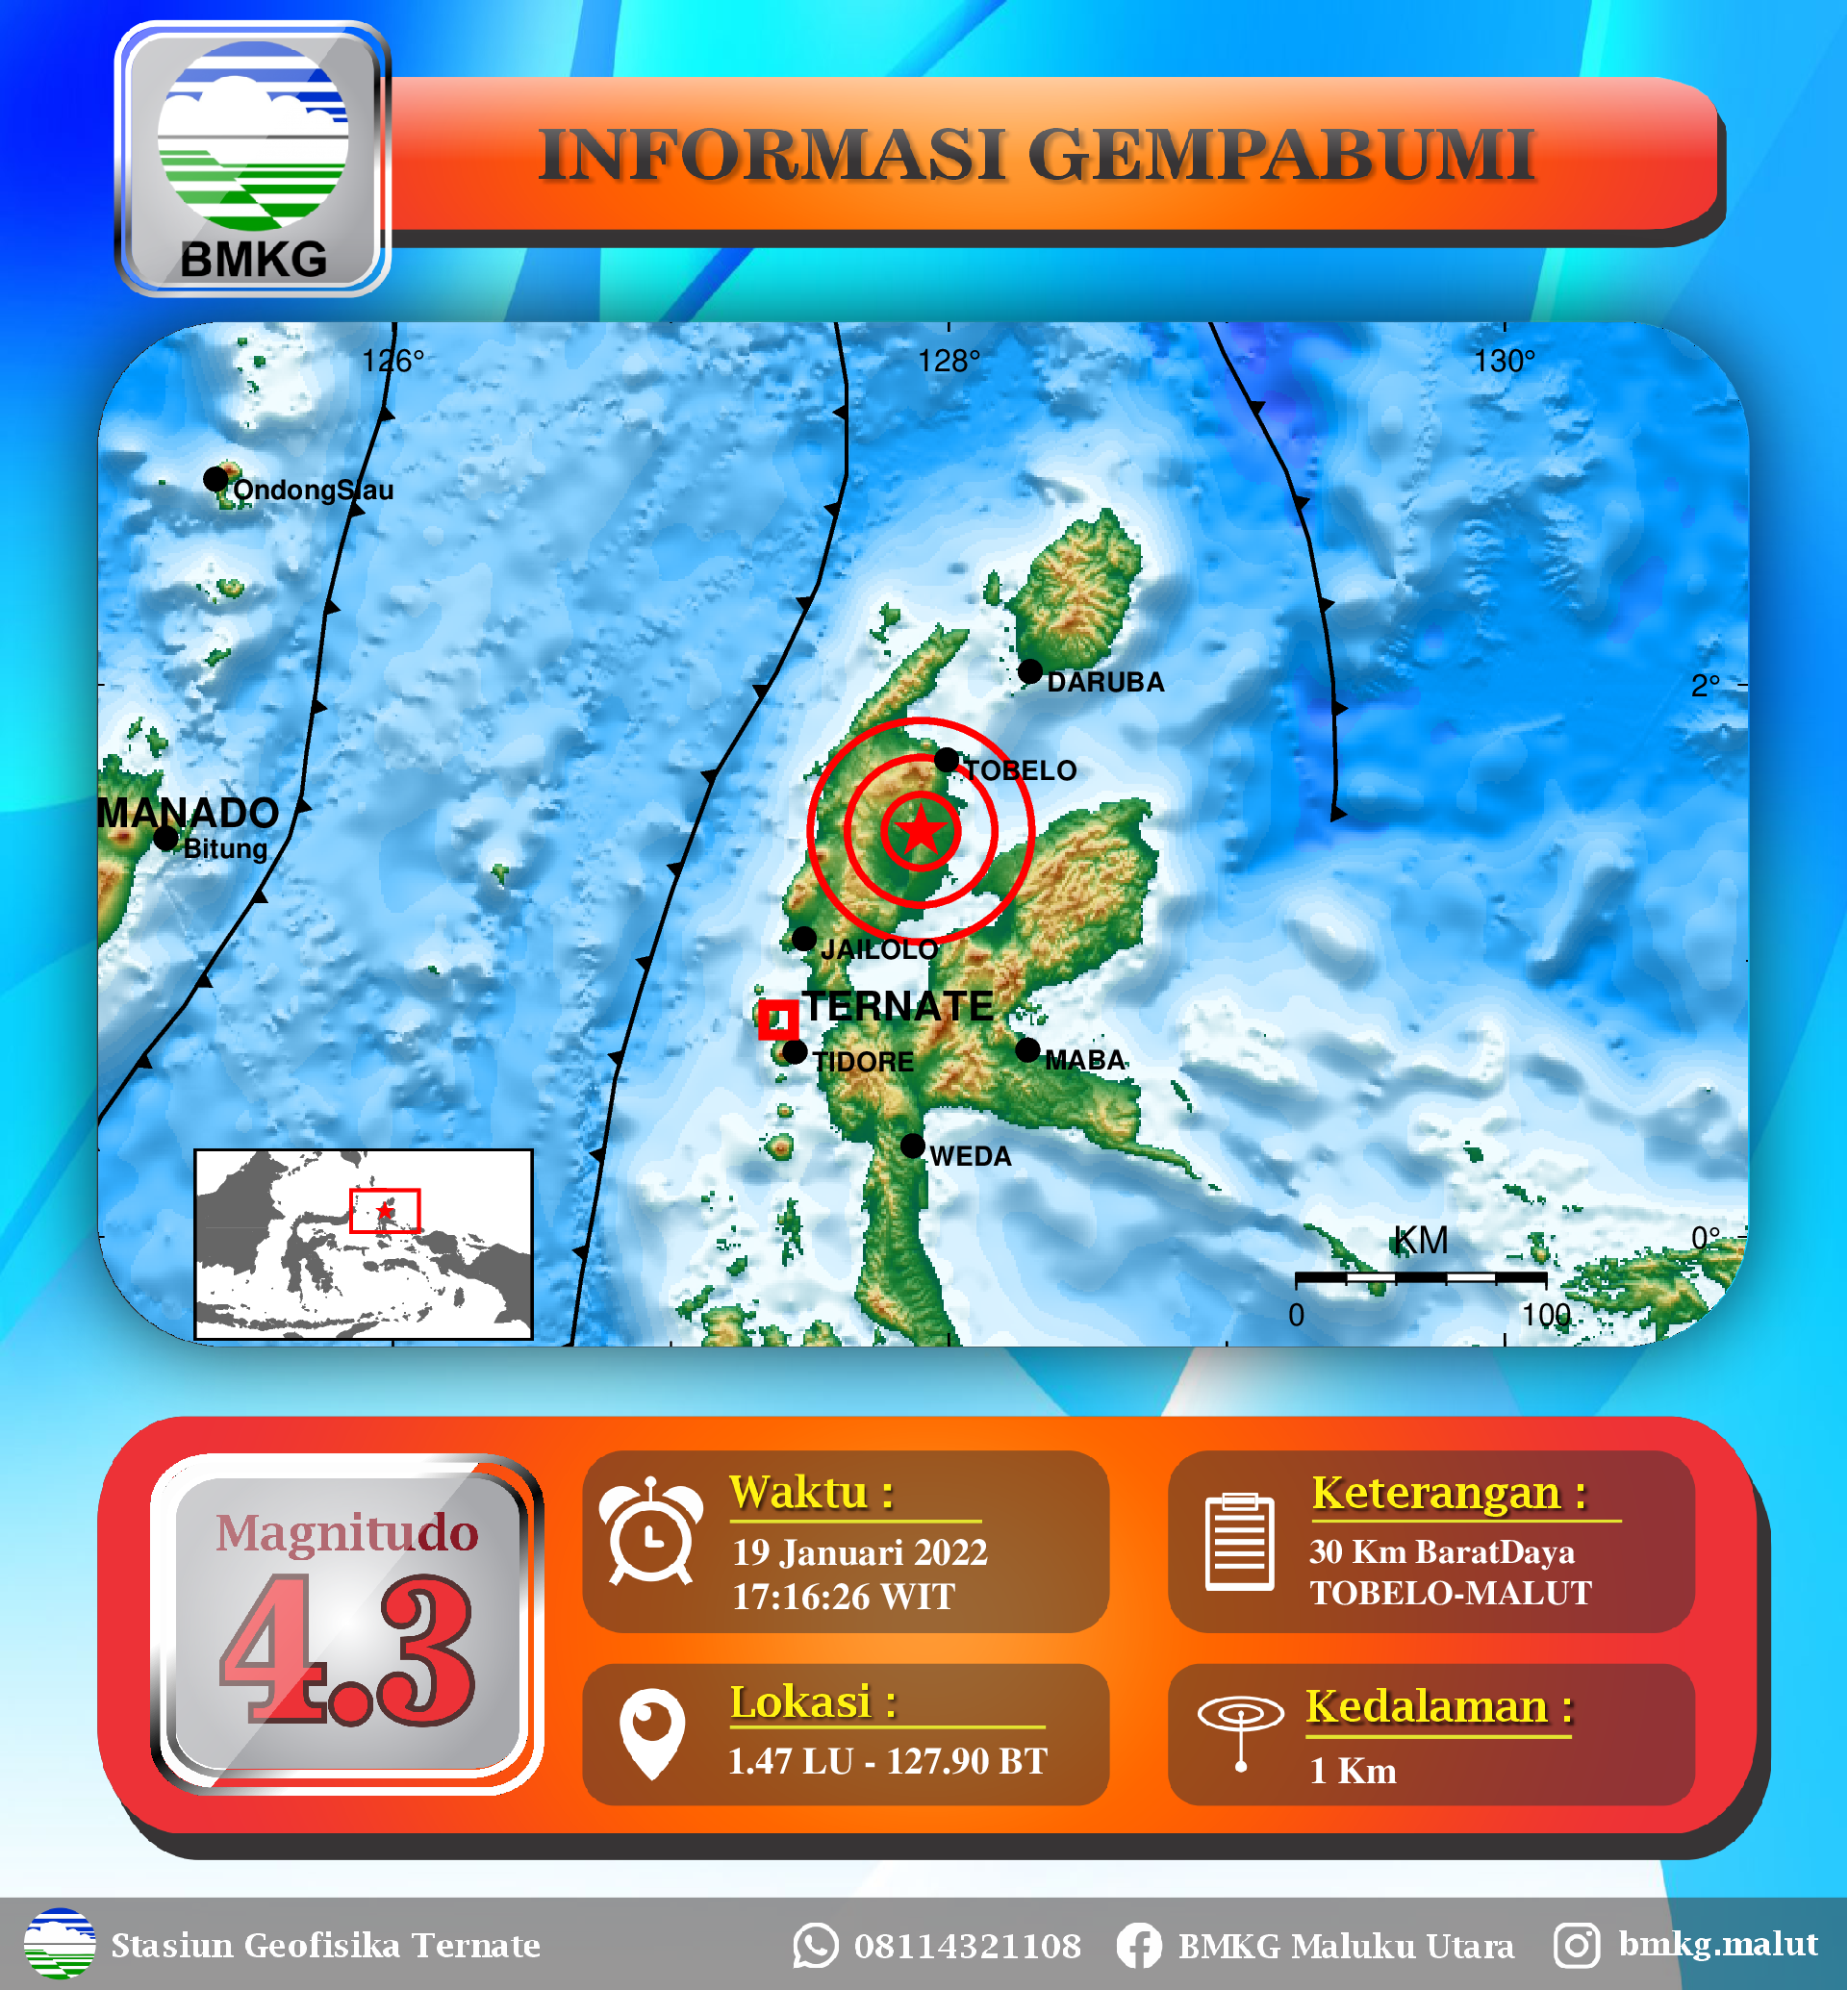 BMKG
INFORMASI GEMPABUMI
126°
128°
130°
OndongSiau
DARUBA
2°
TOBELO
MANADO
Bitung
JAILOLO
TERNATE
TIDORE
MABA
WEDA
KM
0°
0
100
Magnitudo
4.3
Waktu :
19 Januari 2022
17:16:26 WIT
Keterangan :
30 Km BaratDaya
TOBELO-MALUT
Lokasi :
1.47 LU - 127.90 BT
Kedalaman :
1 Km
Stasiun Geofisika Ternate
08114321108
BMKG Maluku Utara
bmkg.malut